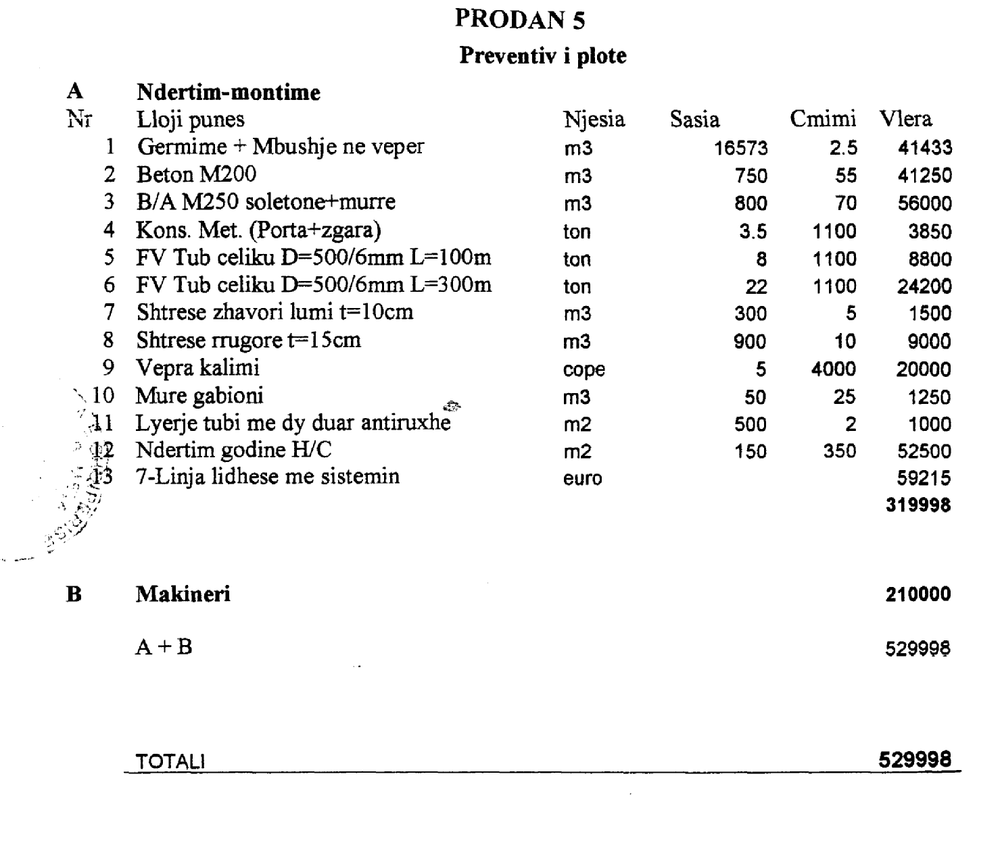 PRODAN 5
Preventiv i plote
A Ndertim-montime
Nr Lloji punes Njesia Sasia Cmimi Vlera
1 Germime + Mbushje ne veper m3 16573 2.5 41433
2 Beton M200 m3 750 55 41250
3 B/A M250 soletone+murre m3 800 70 56000
4 Kons. Met. (Porta+zgara) ton 3.5 1100 3850
5 FV Tub celiku D=500/6mm L=100m ton 8 1100 8800
6 FV Tub celiku D=500/6mm L=300m ton 22 1100 24200
7 Shtrese zhavori lumi t=10cm m3 300 5 1500
8 Shtrese rrugore t=15cm m3 900 10 9000
9 Vepra kalimi cope 5 4000 20000
10 Mure gabioni m3 50 25 1250
11 Lyerje tubi me dy duar antiruxhe m2 500 2 1000
12 Ndertim godine H/C m2 150 350 52500
13 7-Linja lidhese me sistemin euro 59215
319998
B Makineri 210000
A + B 529998
TOTALI 529998